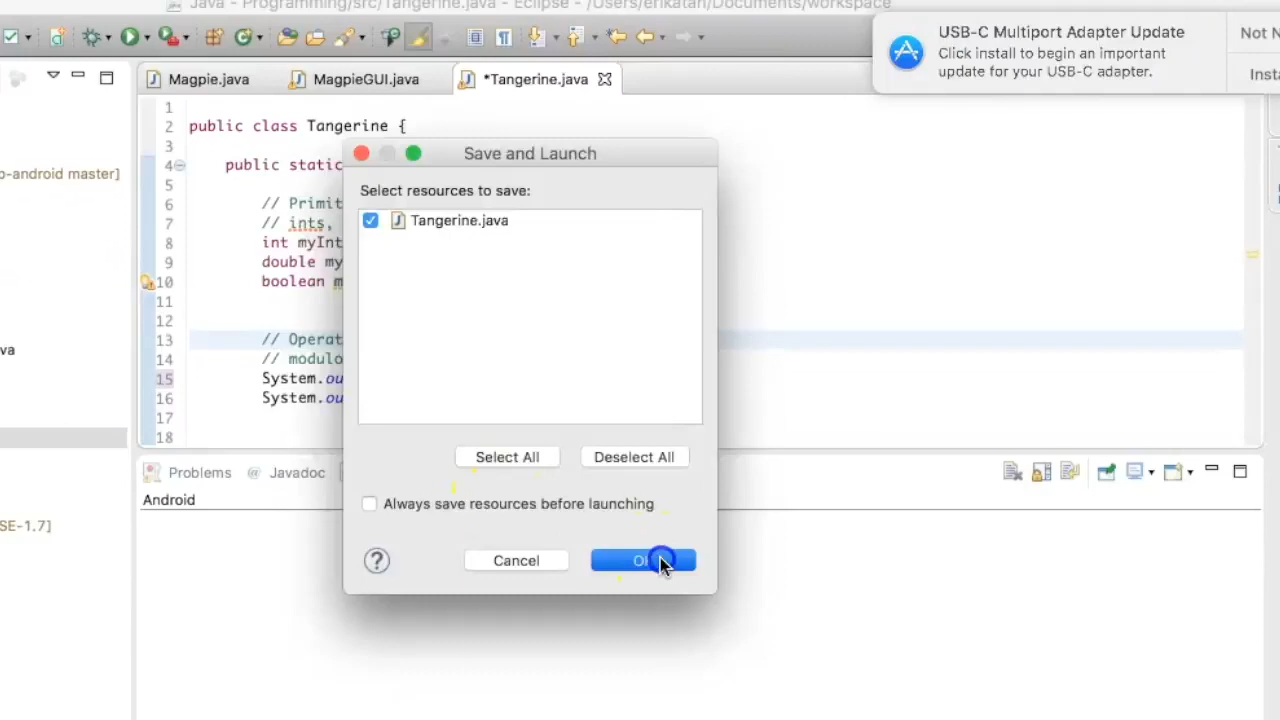 Java - Programming/src/Tangerine.java - Eclipse - /Users/erikatan/Documents/workspace
USB-C Multiport Adapter Update
Click install to begin an important
update for your USB-C adapter.
Not N
Insta
Magpie.java
MagpieGUI.java
*Tangerine.java
o-android master]
va
SE-1.7]
1
2 public class Tangerine {
3
4 public static
5
6 // Primit
7 // ints,
8 int myInt
9 double my
10 boolean m
11
12
13 // Operat
14 // modulo
15 System.ou
16 System.ou
17
18
Save and Launch
Select resources to save:
Tangerine.java
Select All
Deselect All
Always save resources before launching
?
Cancel
Problems
@ Javadoc
Android